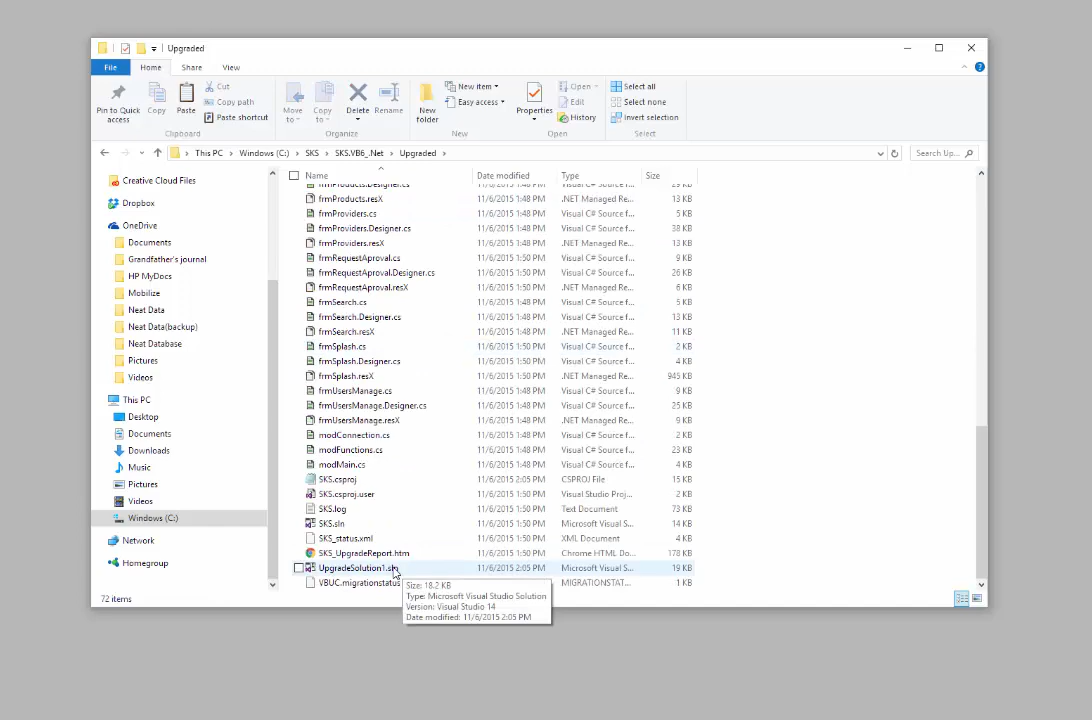 Upgraded
File Home Share View
Pin to Quick access
Copy
Paste
Cut
Copy path
Paste shortcut
Clipboard
Move to
Copy to
Delete
Rename
Organize
New folder
New item
Easy access
New
Properties
Open
Edit
History
Open
Select all
Select none
Invert selection
Select
This PC > Windows (C:) > SKS > SKS.VB6_.Net > Upgraded >
Search Up...
Creative Cloud Files
Dropbox
OneDrive
Documents
Grandfather's journal
HP MyDocs
Mobilize
Neat Data
Neat Data(backup)
Neat Database
Pictures
Videos
This PC
Desktop
Documents
Downloads
Music
Pictures
Videos
Windows (C:)
Network
Homegroup
Name Date modified Type Size
frmProducts.Designer.cs 11/6/2015 1:48 PM Visual C# Source f...
frmProducts.resX 11/6/2015 1:48 PM .NET Managed Re... 13 KB
frmProviders.cs 11/6/2015 1:48 PM Visual C# Source f... 5 KB
frmProviders.Designer.cs 11/6/2015 1:48 PM Visual C# Source f... 38 KB
frmProviders.resX 11/6/2015 1:48 PM .NET Managed Re... 13 KB
frmRequestAproval.cs 11/6/2015 1:50 PM Visual C# Source f... 9 KB
frmRequestAproval.Designer.cs 11/6/2015 1:50 PM Visual C# Source f... 26 KB
frmRequestAproval.resX 11/6/2015 1:50 PM .NET Managed Re... 6 KB
frmSearch.cs 11/6/2015 1:50 PM Visual C# Source f... 5 KB
frmSearch.Designer.cs 11/6/2015 1:50 PM Visual C# Source f... 13 KB
frmSearch.resX 11/6/2015 1:50 PM .NET Managed Re... 11 KB
frmSplash.cs 11/6/2015 1:50 PM Visual C# Source f... 2 KB
frmSplash.Designer.cs 11/6/2015 1:50 PM Visual C# Source f... 4 KB
frmSplash.resX 11/6/2015 1:50 PM .NET Managed Re... 945 KB
frmUsersManage.cs 11/6/2015 1:48 PM Visual C# Source f... 9 KB
frmUsersManage.Designer.cs 11/6/2015 1:48 PM Visual C# Source f... 25 KB
frmUsersManage.resX 11/6/2015 1:48 PM .NET Managed Re... 9 KB
modConnection.cs 11/6/2015 1:48 PM Visual C# Source f... 2 KB
modFunctions.cs 11/6/2015 1:48 PM Visual C# Source f... 23 KB
modMain.cs 11/6/2015 1:48 PM Visual C# Source f... 4 KB
SKS.csproj 11/6/2015 2:05 PM CSPROJ File 15 KB
SKS.csproj.user 11/6/2015 1:50 PM Visual Studio Proj... 2 KB
SKS.log 11/6/2015 1:50 PM Text Document 73 KB
SKS.sln 11/6/2015 1:50 PM Microsoft Visual S... 14 KB
SKS_status.xml 11/6/2015 1:50 PM XML Document 4 KB
SKS_UpgradeReport.htm 11/6/2015 1:50 PM Chrome HTML Do... 178 KB
UpgradeSolution1.sln 11/6/2015 2:05 PM Microsoft Visual S... 19 KB
VBUC.migrationstatus 11/6/2015 1:50 PM MIGRATIONSTAT... 1 KB
Size: 18.2 KB
Type: Microsoft Visual Studio Solution
Version: Visual Studio 14
Date modified: 11/6/2015 2:05 PM
72 items